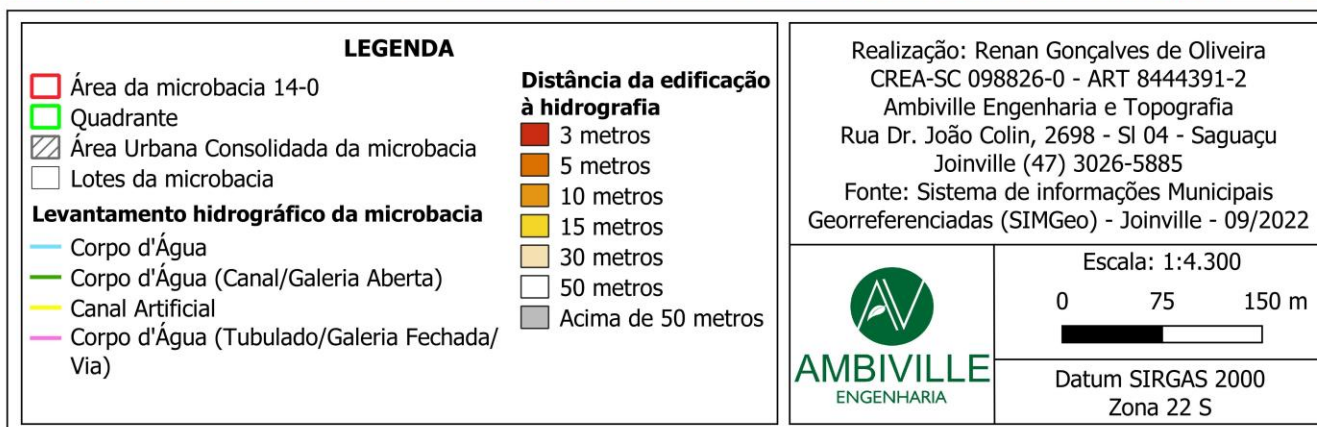 LEGENDA
Área da microbacia 14-0
Quadrante
Área Urbana Consolidada da microbacia
Lotes da microbacia
Levantamento hidrográfico da microbacia
Corpo d'Água
Corpo d'Água (Canal/Galeria Aberta)
Canal Artificial
Corpo d'Água (Tubulado/Galeria Fechada/
Via)
Distância da edificação
à hidrografia
3 metros
5 metros
10 metros
15 metros
30 metros
50 metros
Acima de 50 metros
Realização: Renan Gonçalves de Oliveira
CREA-SC 098826-0 - ART 8444391-2
Ambiville Engenharia e Topografia
Rua Dr. João Colin, 2698 - Sl 04 - Saguaçu
Joinville (47) 3026-5885
Fonte: Sistema de informações Municipais
Georreferenciadas (SIMGeo) - Joinville - 09/2022
AV
AMBIVILLE
ENGENHARIA
Escala: 1:4.300
0 75 150 m
Datum SIRGAS 2000
Zona 22 S